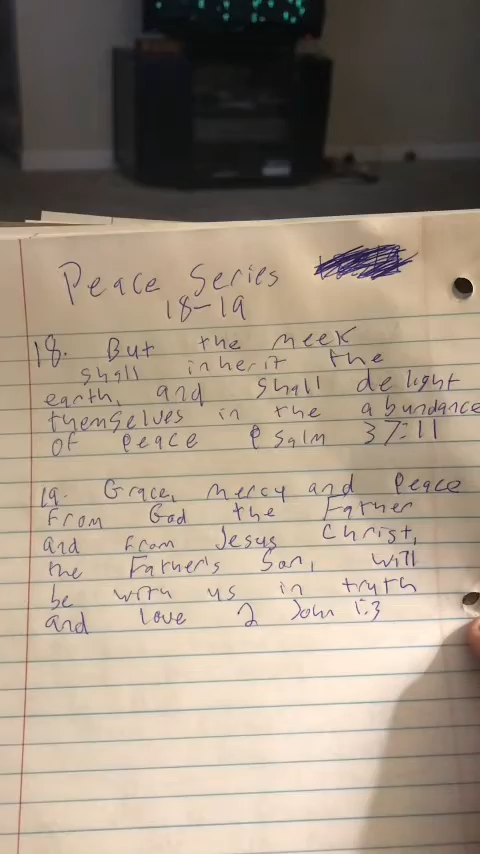 Peace Series
18-19
18. But the meek
shall inherit the
earth, and shall delight
themselves in the abundance
of peace Psalm 37:11
19. Grace, mercy and peace
from God the Father
and from Jesus Christ,
the Father's Son, will
be with us in truth
and love 2 John 1:3